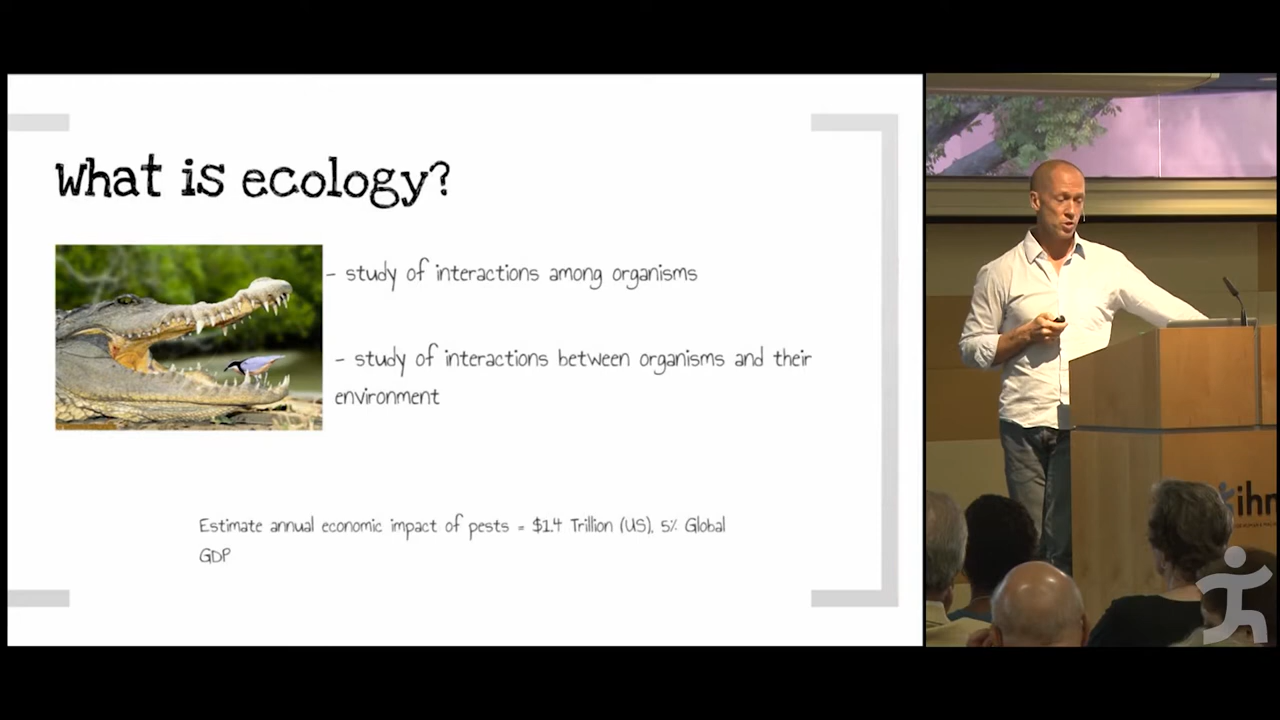 What is ecology?
- study of interactions among organisms
- study of interactions between organisms and their
environment
Estimate annual economic impact of pests = $1.4 Trillion (US), 5% Global
GDP
ihm